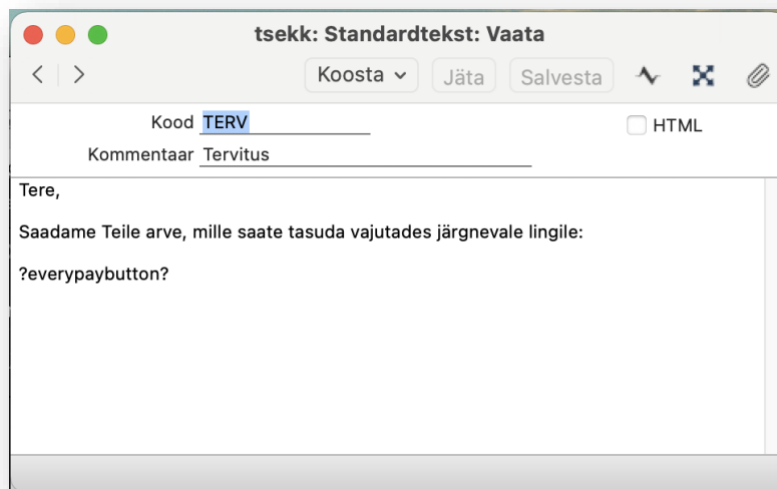 tsekk: Standardtekst: Vaata
Koosta Jäta Salvesta
Kood TERV HTML
Kommentaar Tervitus
Tere,
Saadame Teile arve, mille saate tasuda vajutades järgnevale lingile:
?everypaybutton?